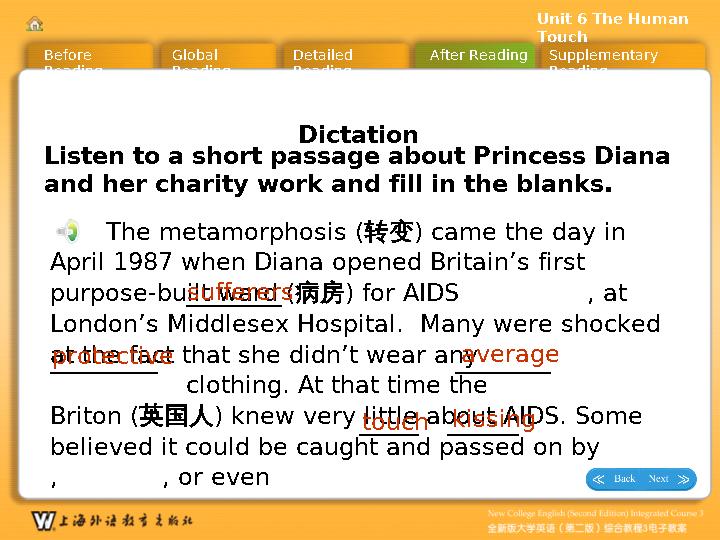 Unit 6 The Human
Touch
Before
Reading
Global
Reading
Detailed
Reading
After Reading
Supplementary
Reading
Dictation
Listen to a short passage about Princess Diana
and her charity work and fill in the blanks.
The metamorphosis (转变) came the day in
April 1987 when Diana opened Britain’s first
purpose-built ward (病房) for AIDS sufferers, at
London’s Middlesex Hospital. Many were shocked
at the fact that she didn’t wear any
protective average
clothing. At that time the
Briton (英国人) knew very little about AIDS. Some
touch kissing
believed it could be caught and passed on by
, , or even
Back Next
W 上海外语教育出版社
New College English (Second Edition) Integrated Course 3
全新版大学英语（第二版）综合教程3电子教案